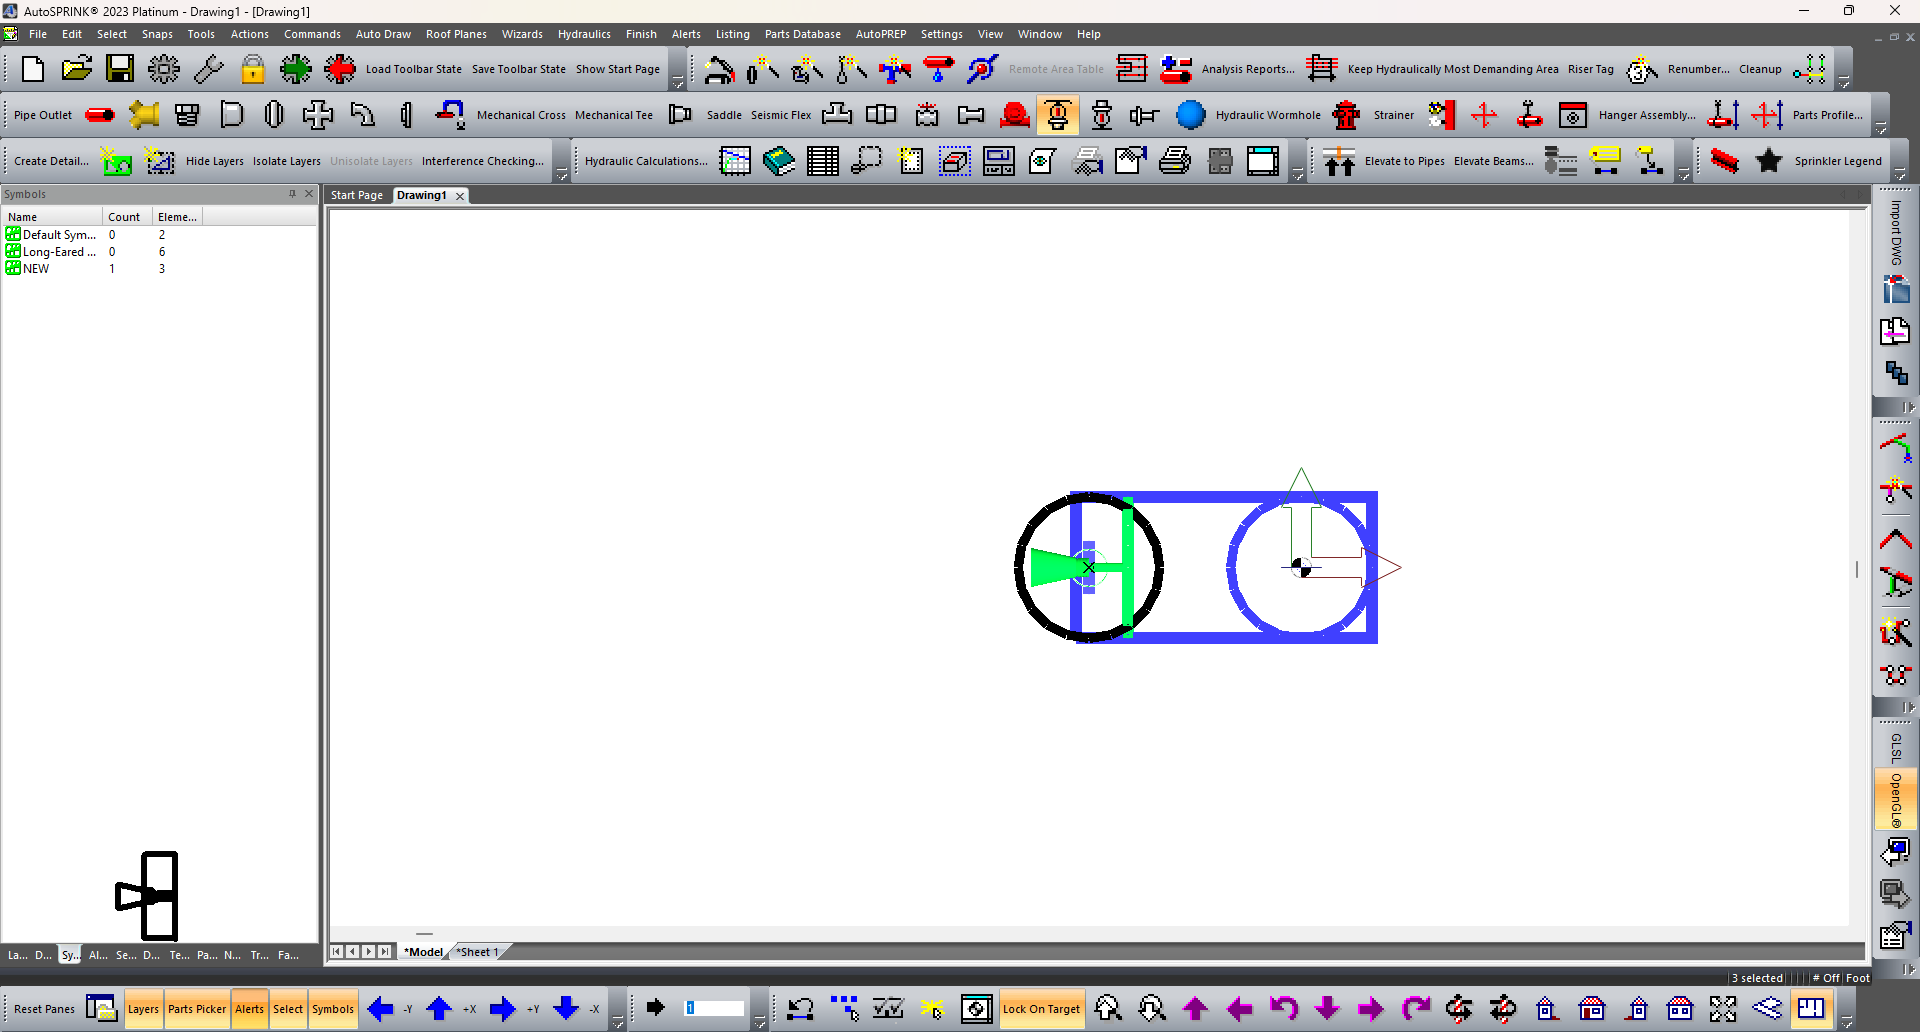 AutoSPRINK® 2023 Platinum - Drawing1 - [Drawing1]
File Edit Select Snaps Tools Actions Commands Auto Draw Roof Planes Wizards Hydraulics Finish Alerts Listing Parts Database AutoPREP Settings View Window Help
Load Toolbar State Save Toolbar State Show Start Page Remote Area Table Analysis Reports... Keep Hydraulically Most Demanding Area Riser Tag Renumber... Cleanup
Pipe Outlet Mechanical Cross Mechanical Tee Saddle Seismic Flex Hydraulic Wormhole Strainer Hanger Assembly... Parts Profile...
Create Detail... Hide Layers Isolate Layers Unisolate Layers Interference Checking... Hydraulic Calculations... Elevate to Pipes Elevate Beams... Sprinkler Legend
Symbols
Start Page Drawing1
Name Count Eleme...
Default Sym... 0 2
Long-Eared ... 0 6
NEW 1 3
Import DWG
GLSL
OpenGL®
La... D... Sy... Al... Se... D... Te... Pa... N... Tr... Fa...
*Model *Sheet 1
3 selected # Off Foot
Reset Panes Layers Parts Picker Alerts Select Symbols -Y +X +Y -X 1 Lock On Target